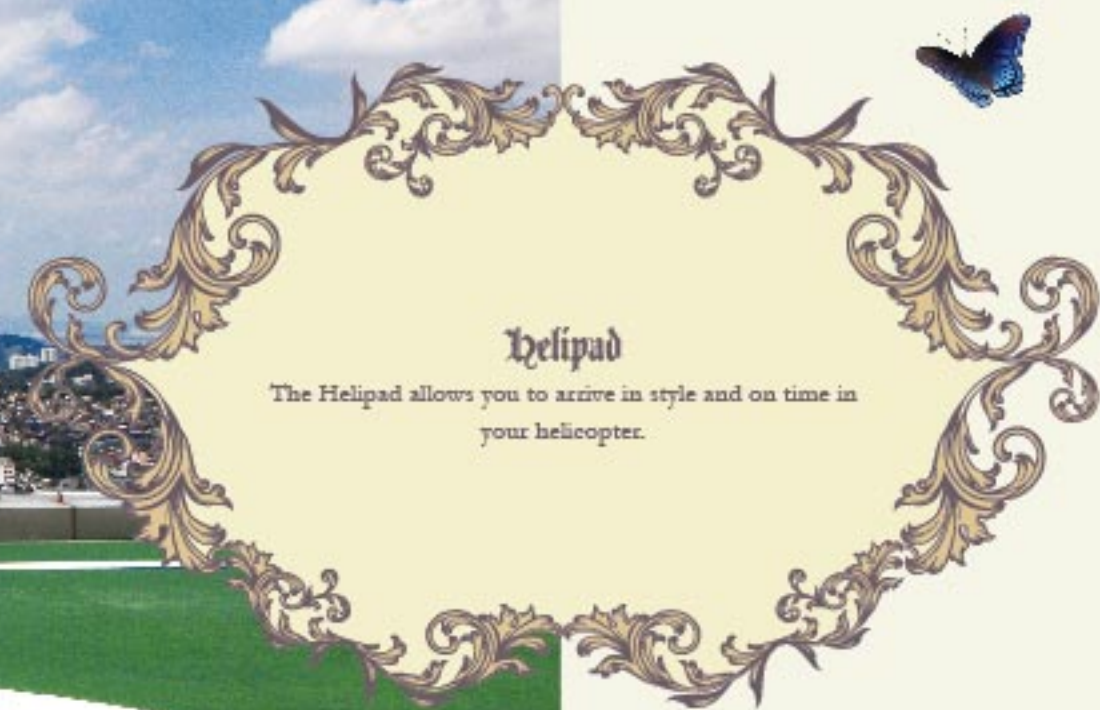 Helipad
The Helipad allows you to arrive in style and on time in
your helicopter.